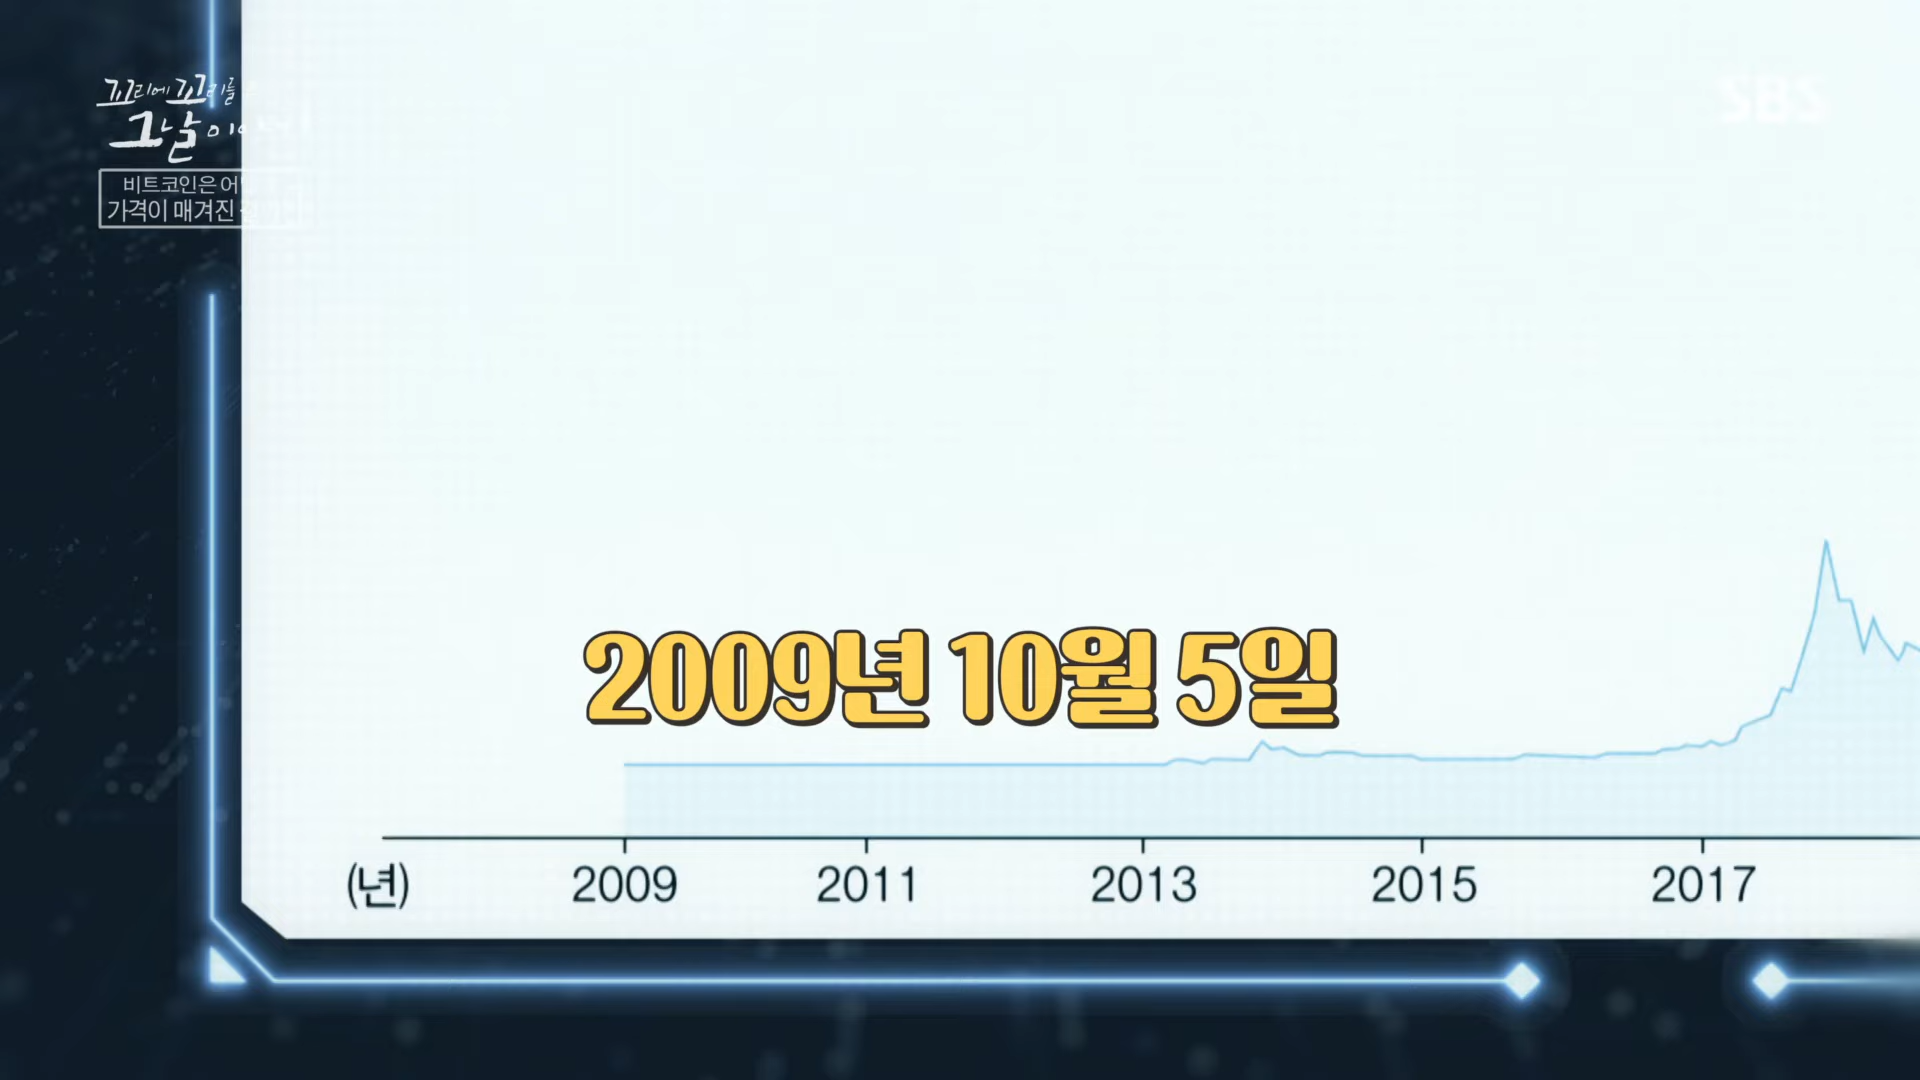 꼬리에 꼬리를
그날 이야
SBS
비트코인은 어
가격이 매겨진
2009년 10월 5일
(년) 2009 2011 2013 2015 2017